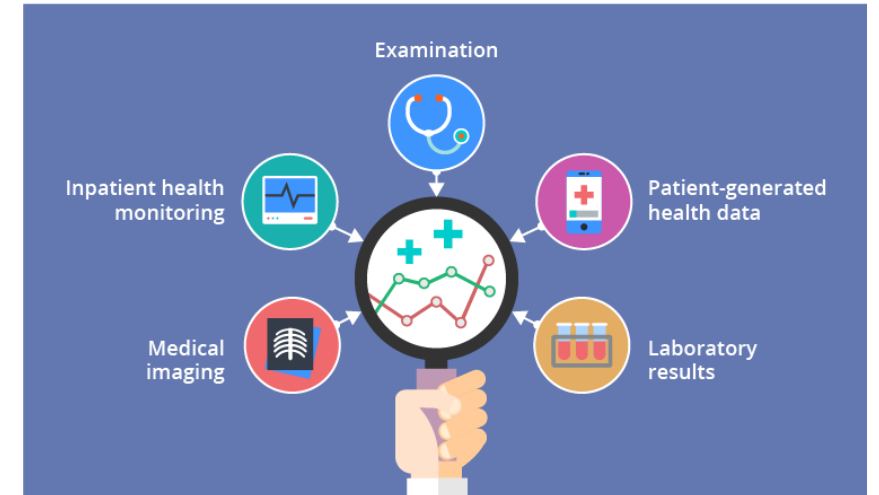 Examination
Inpatient health
monitoring
Patient-generated
health data
Medical
imaging
Laboratory
results